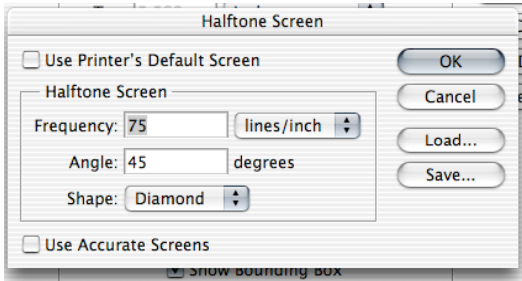 Halftone Screen
Use Printer's Default Screen
OK
Halftone Screen
Cancel
Frequency: 75 lines/inch
Load...
Angle: 45 degrees
Save...
Shape: Diamond
Use Accurate Screens
Show Bounding Box